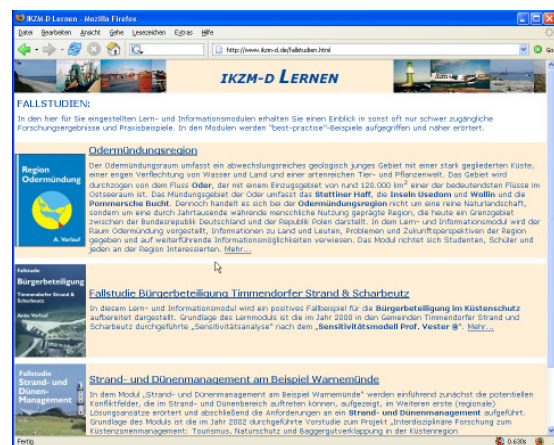 IKZM-D Lernen - Mozilla Firefox
Datei Bearbeiten Ansicht Gehe Lesezeichen Extras Hilfe
http://www.ikzm-d.de/fallstudien.html
Go
IKZM-D LERNEN
FALLSTUDIEN:
In den hier für Sie eingestellten Lern- und Informationsmodulen erhalten Sie einen Einblick in sonst oft nur schwer zugängliche
Forschungsergebnisse und Praxisbeispiele. In den Modulen werden "best-practise"-Beispiele aufgegriffen und näher erörtert.
Region
Odermündung
A. Vorlauf
Odermündungsregion
Der Odermündungsraum umfasst ein abwechslungsreiches geologisch junges Gebiet mit einer stark gegliederten Küste,
einer engen Verflechtung von Wasser und Land und einer artenreichen Tier- und Pflanzenwelt. Das Gebiet wird
durchzogen von dem Fluss Oder, der mit einem Einzugsgebiet von rund 120.000 km² einer der bedeutendsten Flüsse im
Ostseeraum ist. Das Mündungsgebiet der Oder umfasst das Stettiner Haff, die Inseln Usedom und Wollin und die
Pommersche Bucht. Dennoch handelt es sich bei der Odermündungsregion nicht um eine reine Naturlandschaft,
sondern um eine durch Jahrtausende währende menschliche Nutzung geprägte Region, die heute ein Grenzgebiet
zwischen der Bundesrepublik Deutschland und der Republik Polen darstellt. In dem Lern- und Informationsmodul wird der
Raum Odermündung vorgestellt, Informationen zu Land und Leuten, Problemen und Zukunftsperspektiven der Region
gegeben und auf weiterführende Informationsmöglichkeiten verwiesen. Das Modul richtet sich Studenten, Schüler und
jeden an der Region Interessierten. Mehr...
Fallstudie
Bürgerbeteiligung
Timmendorfer Strand &
Scharbeutz
Fallstudie Bürgerbeteiligung Timmendorfer Strand & Scharbeutz
In diesem Lern- und Informationsmodul wird ein positives Fallbeispiel für die Bürgerbeteiligung im Küstenschutz
aufbereitet dargestellt. Grundlage des Lernmoduls ist die im Jahr 2000 in den Gemeinden Timmendorfer Strand und
Scharbeutz durchgeführte „Sensitivitätsanalyse" nach dem „Sensitivitätsmodell Prof. Vester ®". Mehr...
Fallstudie
Strand- und
Dünen-
Management
Strand- und Dünenmanagement am Beispiel Warnemünde
In dem Modul „Strand- und Dünenmanagement am Beispiel Warnemünde" werden einführend zunächst die potentiellen
Konfliktfelder, die im Strand- und Dünenbereich auftreten können, aufgezeigt, im Weiteren erste (regionale)
Lösungsansätze erörtert und abschließend die Anforderungen an ein Strand- und Dünenmanagement aufgeführt.
Grundlage des Moduls ist die im Jahr 2002 durchgeführte Vorstudie zum Projekt „Interdisziplinäre Forschung zum
Küstenzonenmanagement: Tourismus, Naturschutz und Baggergutverklappung in der Küstenregion
Fertig
0.630s